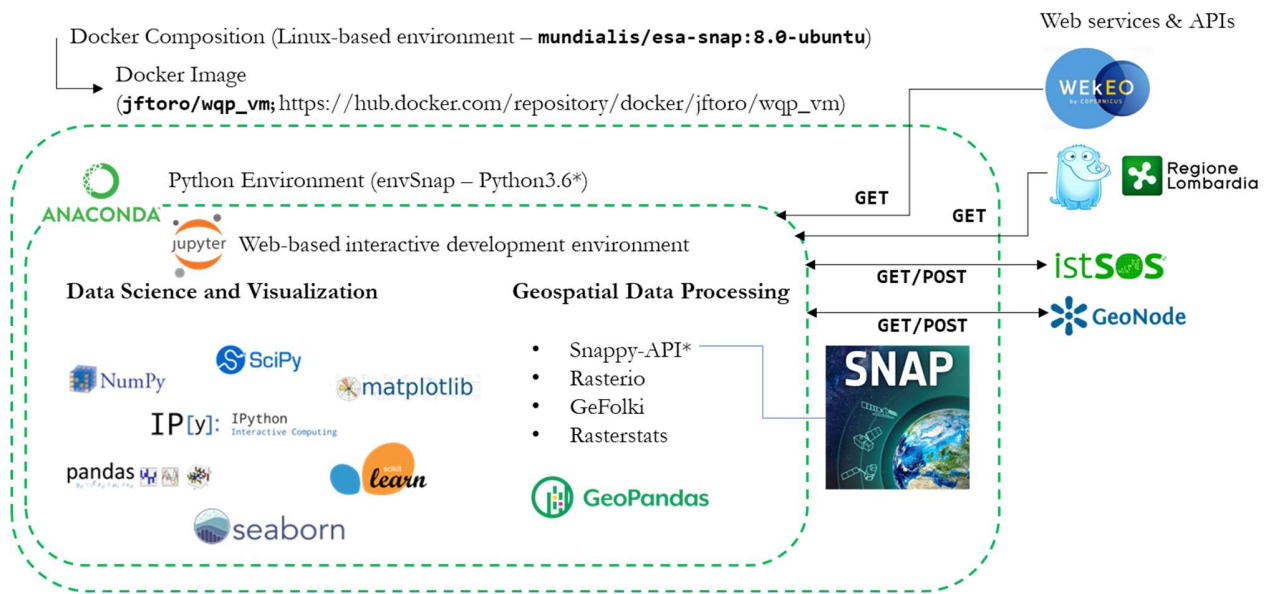 Web services & APIs
Docker Composition (Linux-based environment – mundialis/esa-snap:8.0-ubuntu)
Docker Image
(jftoro/wqp_vm; https://hub.docker.com/repository/docker/jftoro/wqp_vm)
WEkEO
by COPERNICUS
Regione
Lombardia
ANACONDA
Python Environment (envSnap – Python3.6*)
GET
GET
jupyter
Web-based interactive development environment
GET/POST
istSOS
GET/POST
GeoNode
Data Science and Visualization
NumPy
SciPy
matplotlib
IP[y]:
IPython
Interactive Computing
pandas
scikit
learn
seaborn
Geospatial Data Processing
• Snappy-API*
• Rasterio
• GeFolki
• Rasterstats
GeoPandas
SNAP